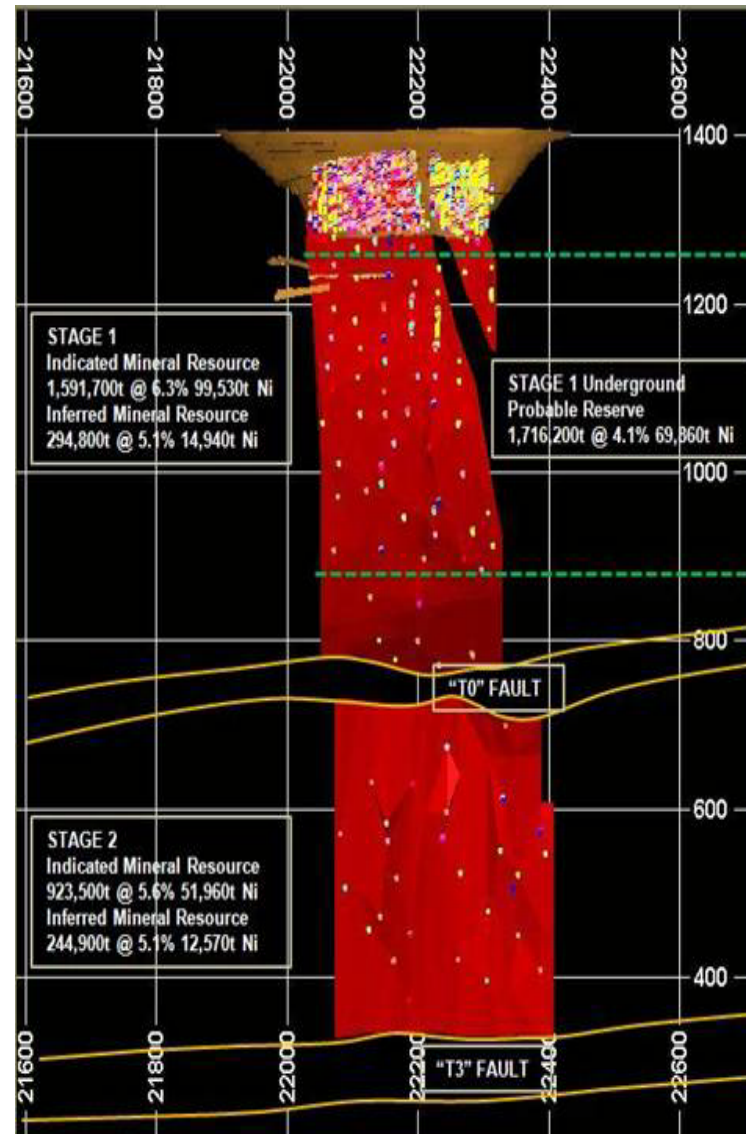 21600
21800
22000
22200
22400
22600
1400
1200
STAGE 1
Indicated Mineral Resource
1,591,700t @ 6.3% 99,530t Ni
Inferred Mineral Resource
294,800t @ 5.1% 14,940t Ni
STAGE 1 Underground
Probable Reserve
1,716,200t @ 4.1% 69,860t Ni
1000
800
"T0" FAULT
600
STAGE 2
Indicated Mineral Resource
923,500t @ 5.6% 51,960t Ni
Inferred Mineral Resource
244,900t @ 5.1% 12,570t Ni
400
"T3" FAULT
21600
21800
22000
22200
22400
22600